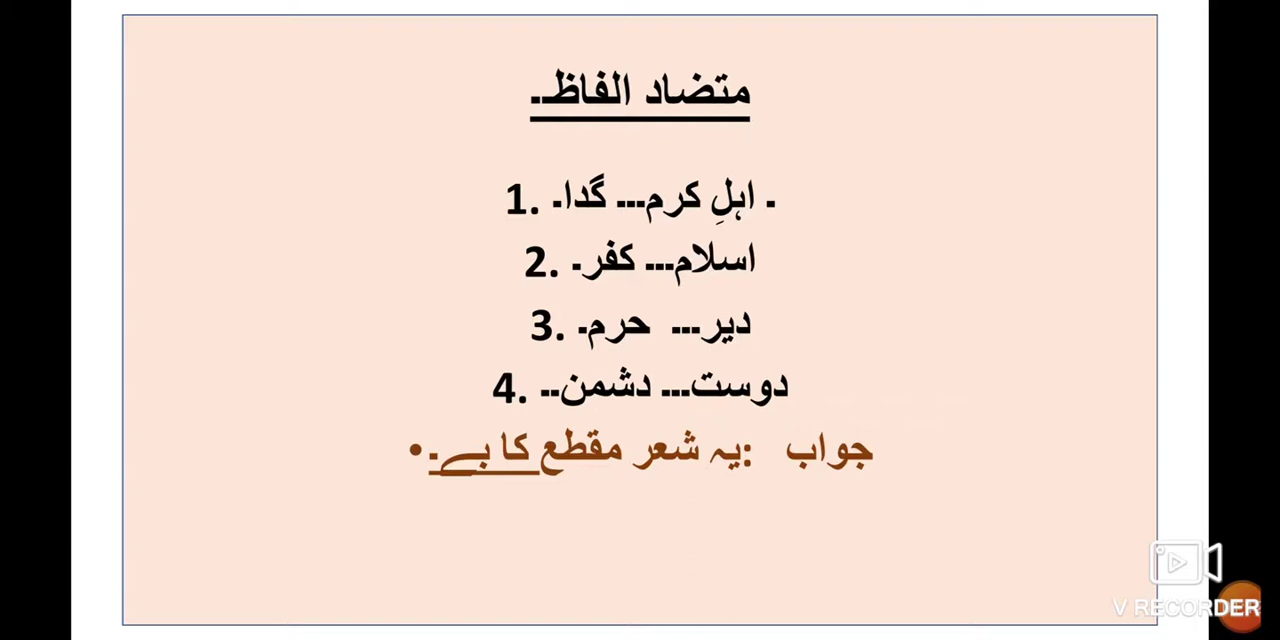 متضاد الفاظ۔
۔ اہلِ کرم۔۔۔ گدا۔ .1
اسلام۔۔۔ کفر۔ .2
دیر۔۔۔ حرم۔ .3
دوست۔۔۔ دشمن۔۔ .4
جواب :یہ شعر مقطع کا ہے۔ •
V RECORDER